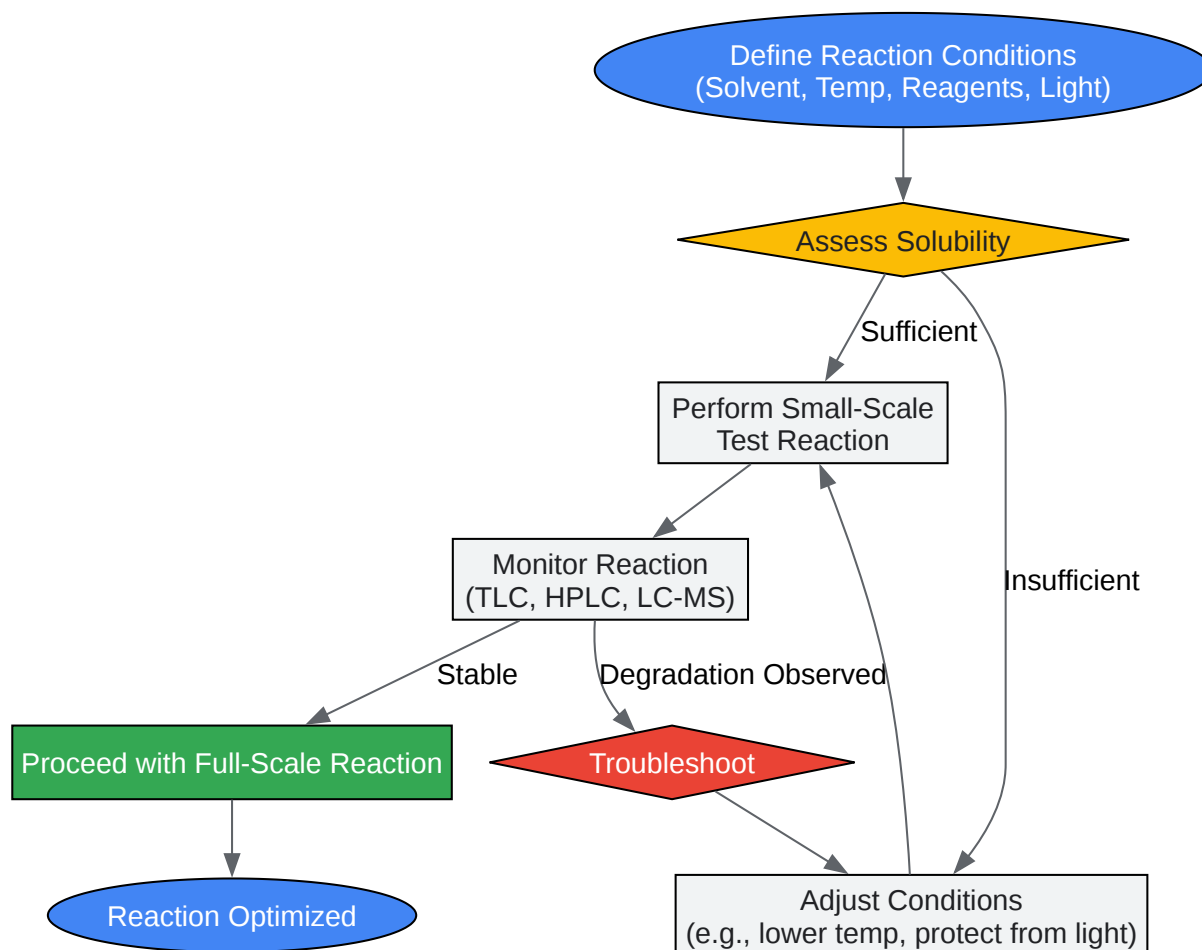 Define Reaction Conditions
(Solvent, Temp, Reagents, Light)
Assess Solubility
Sufficient
Perform Small-Scale
Test Reaction
Monitor Reaction
(TLC, HPLC, LC-MS)
Insufficient
Stable
Degradation Observed
Proceed with Full-Scale Reaction
Troubleshoot
Reaction Optimized
Adjust Conditions
(e.g., lower temp, protect from light)